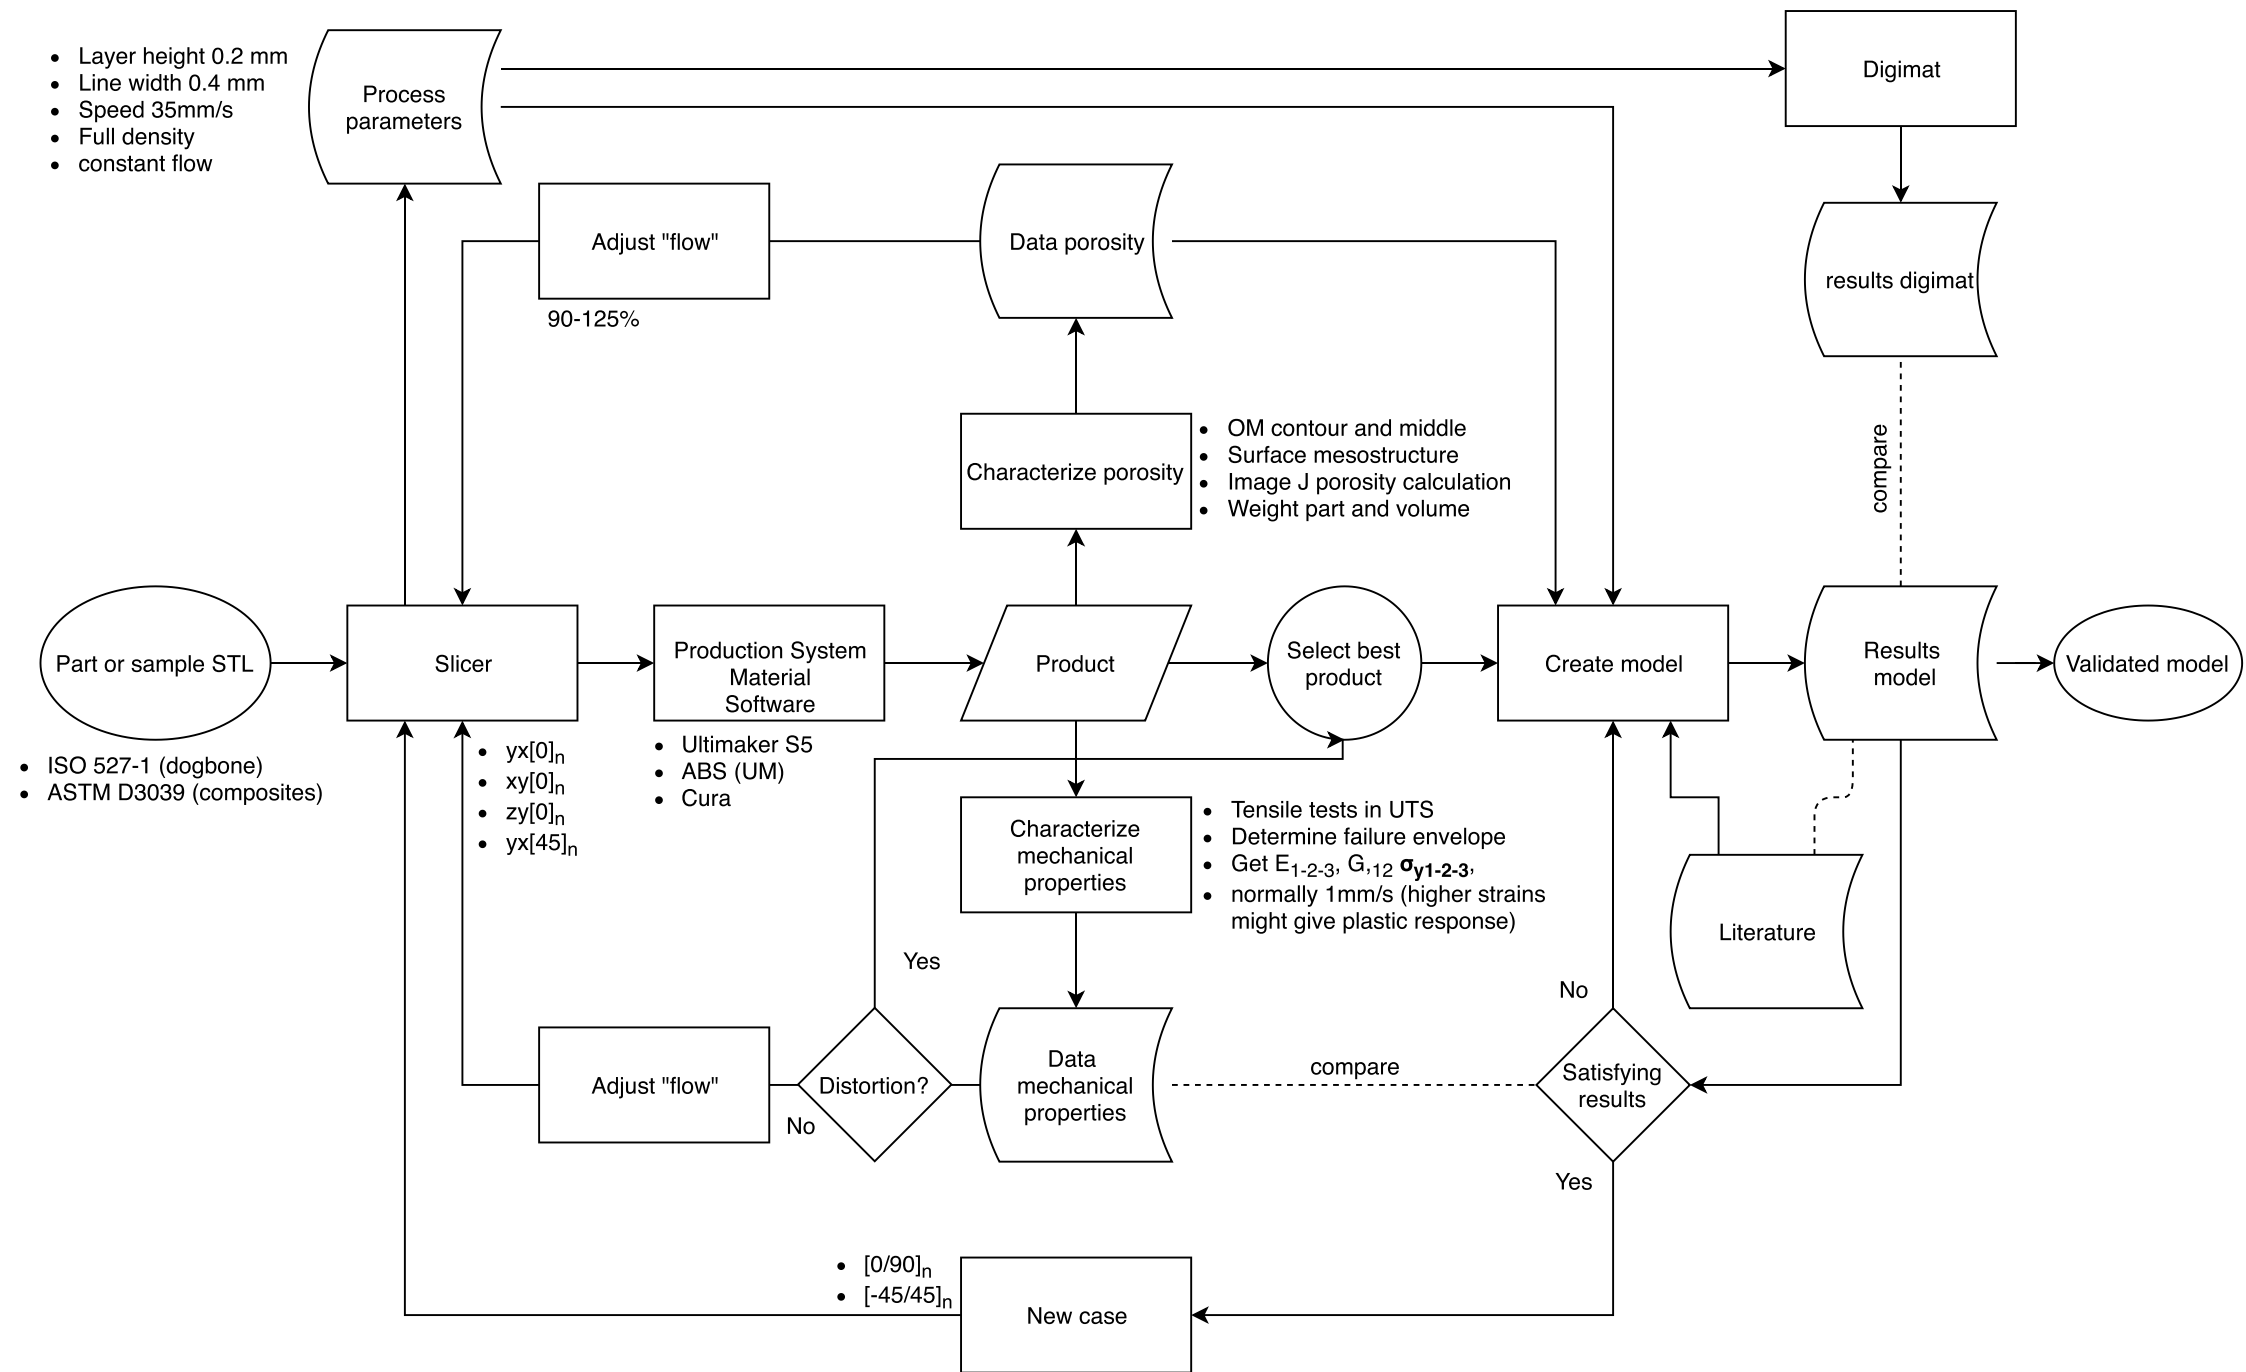 • Layer height 0.2 mm
• Line width 0.4 mm
• Speed 35mm/s
• Full density
• constant flow
Process
parameters
Digimat
Adjust "flow"
90-125%
Data porosity
results digimat
Characterize porosity
• OM contour and middle
• Surface mesostructure
• Image J porosity calculation
• Weight part and volume
compare
Part or sample STL
• ISO 527-1 (dogbone)
• ASTM D3039 (composites)
Slicer
• yx[0]n
• xy[0]n
• zy[0]n
• yx[45]n
Production System
Material
Software
• Ultimaker S5
• ABS (UM)
• Cura
Product
Select best
product
Create model
Results
model
Validated model
Characterize
mechanical
properties
• Tensile tests in UTS
• Determine failure envelope
• Get E1-2-3, G,12 σy1-2-3,
• normally 1mm/s (higher strains
might give plastic response)
Literature
Yes
No
Adjust "flow"
Distortion?
No
Data
mechanical
properties
compare
Satisfying
results
Yes
• [0/90]n
• [-45/45]n
New case